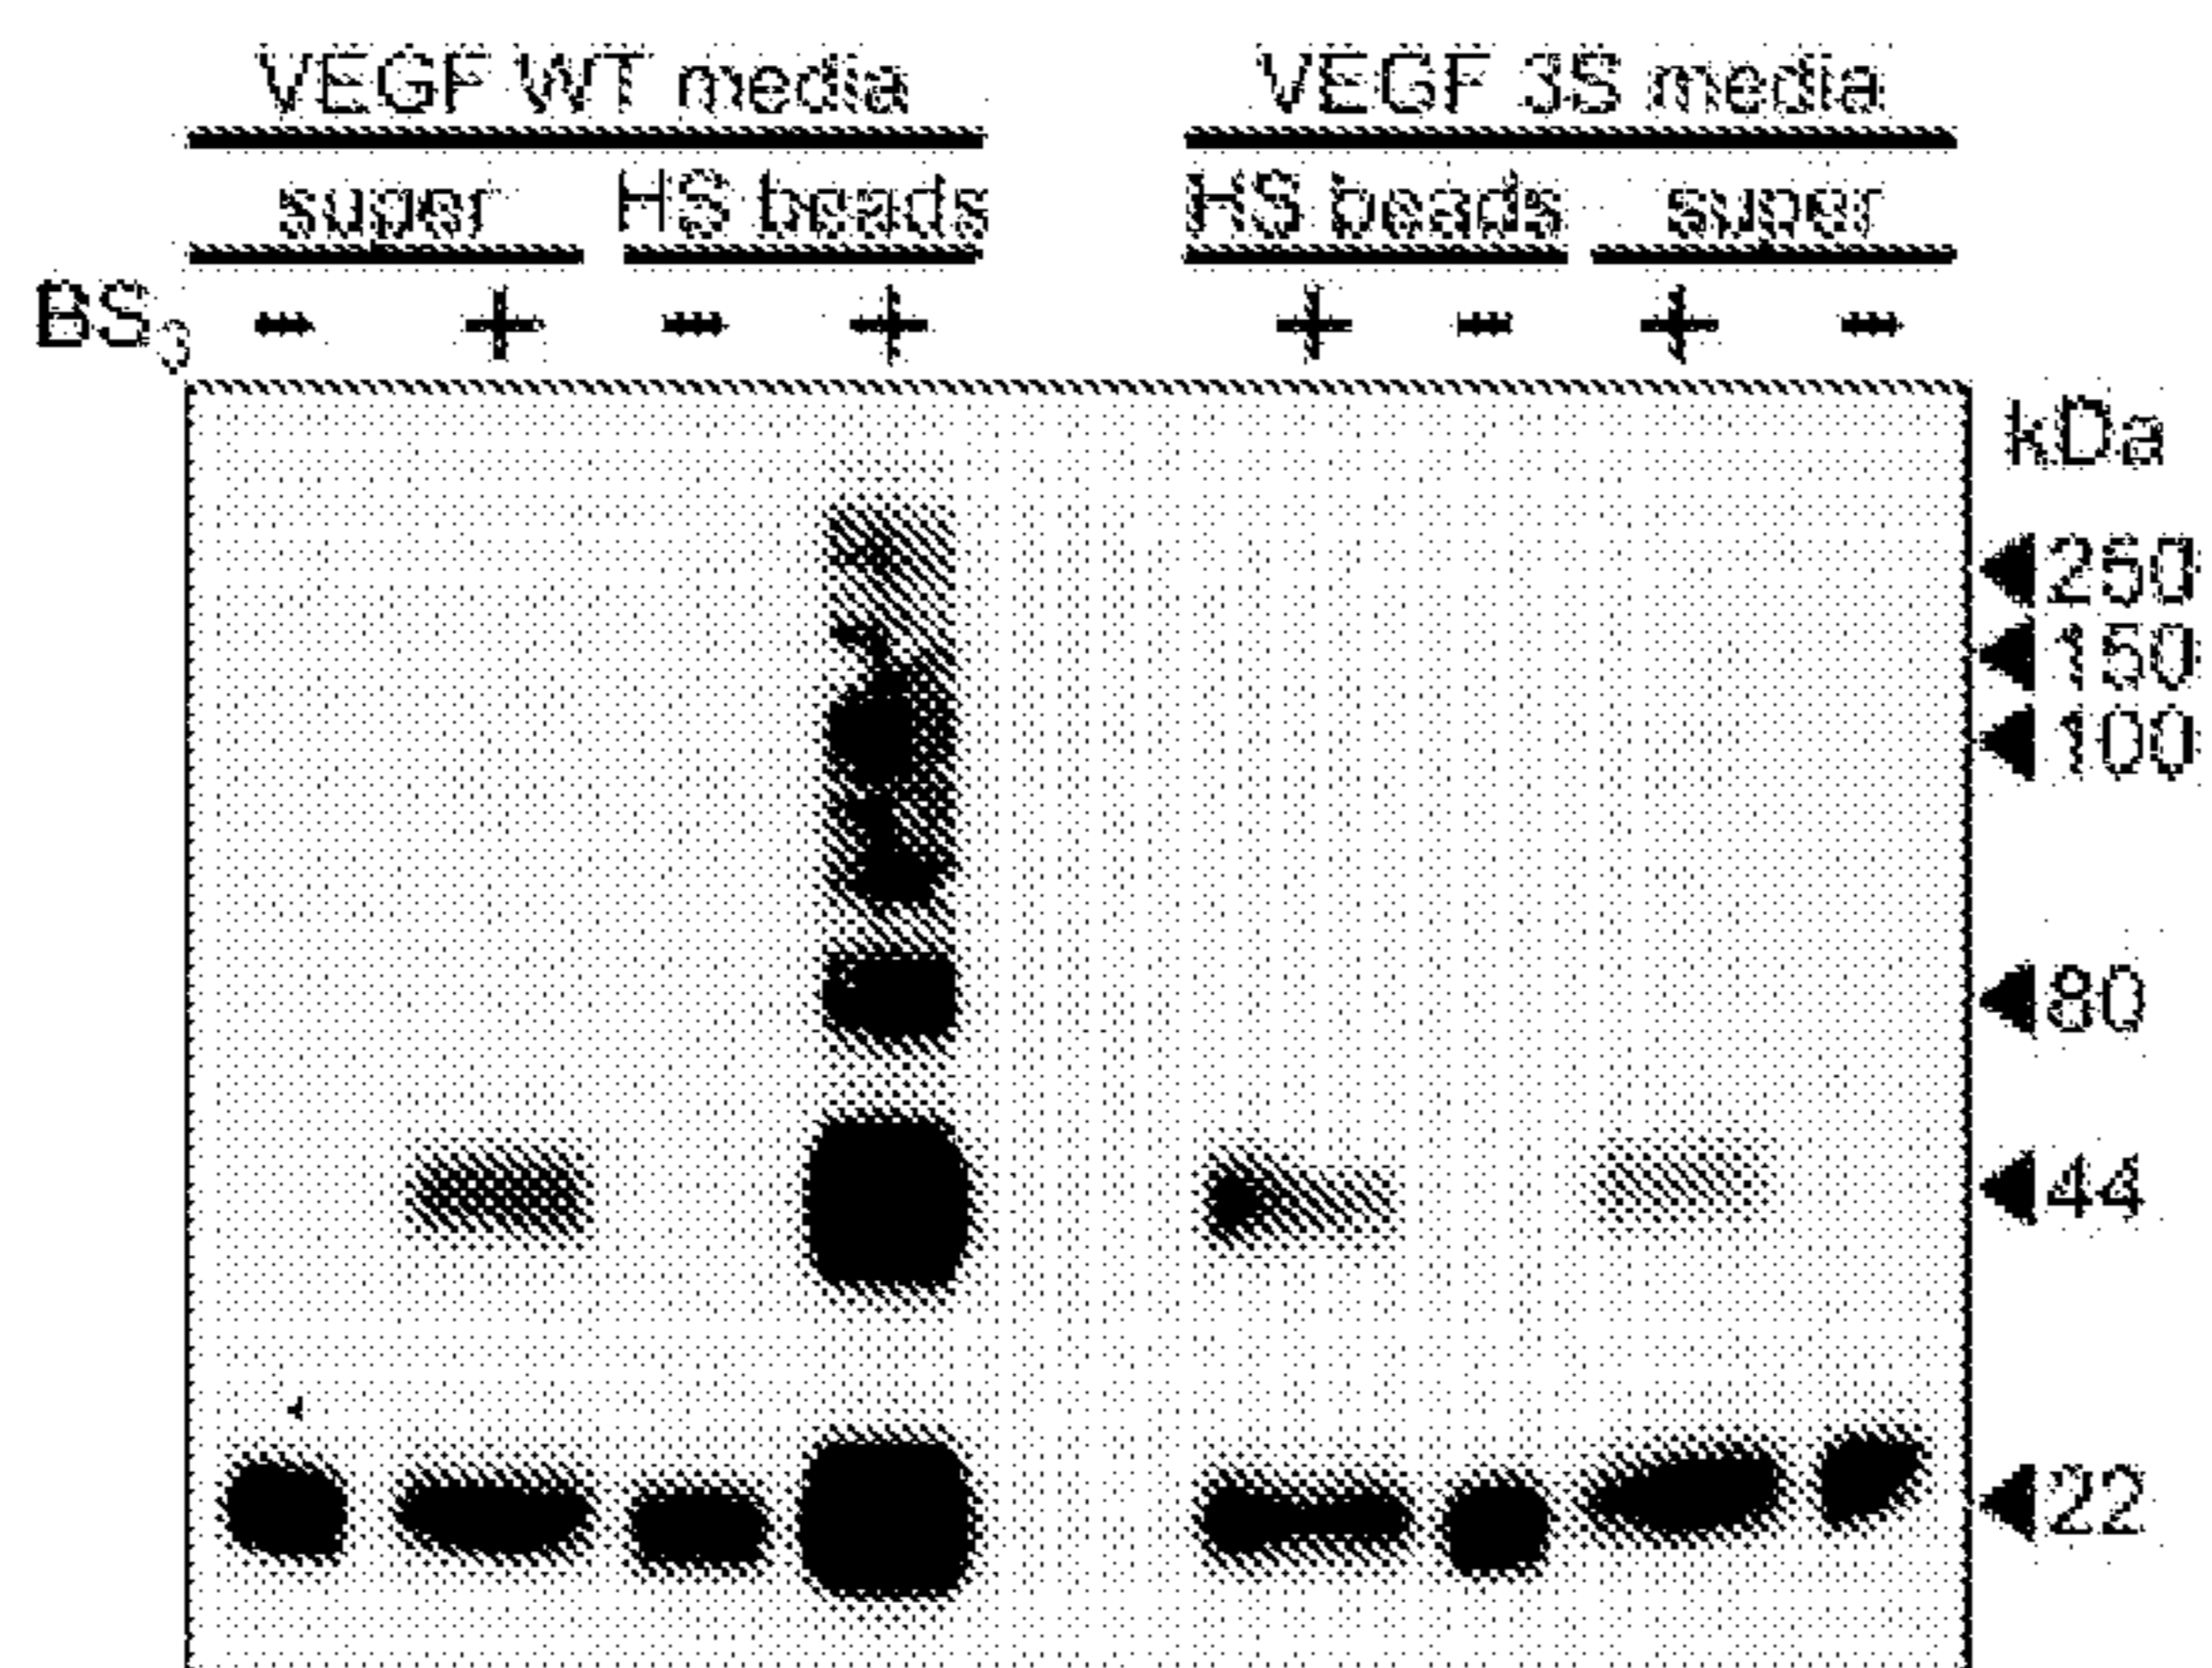 VEGF WT media VEGF 3S media
super HS beads HS beads super
BS3 - + - + + - + -
kDa
250
150
100
80
44
22